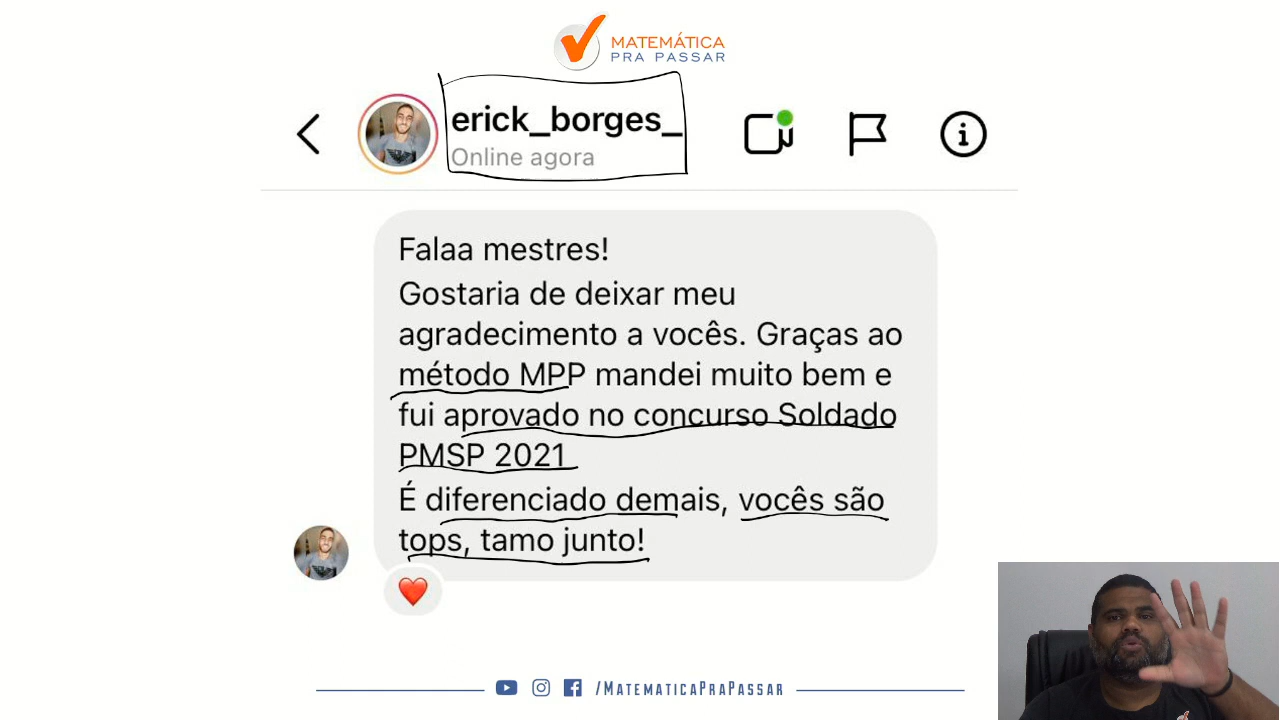 MATEMÁTICA
PRA PASSAR
erick_borges_
Online agora
Falaa mestres!
Gostaria de deixar meu
agradecimento a vocês. Graças ao
método MPP mandei muito bem e
fui aprovado no concurso Soldado
PMSP 2021
É diferenciado demais, vocês são
tops, tamo junto!
/MATEMATICAPRAPASSAR